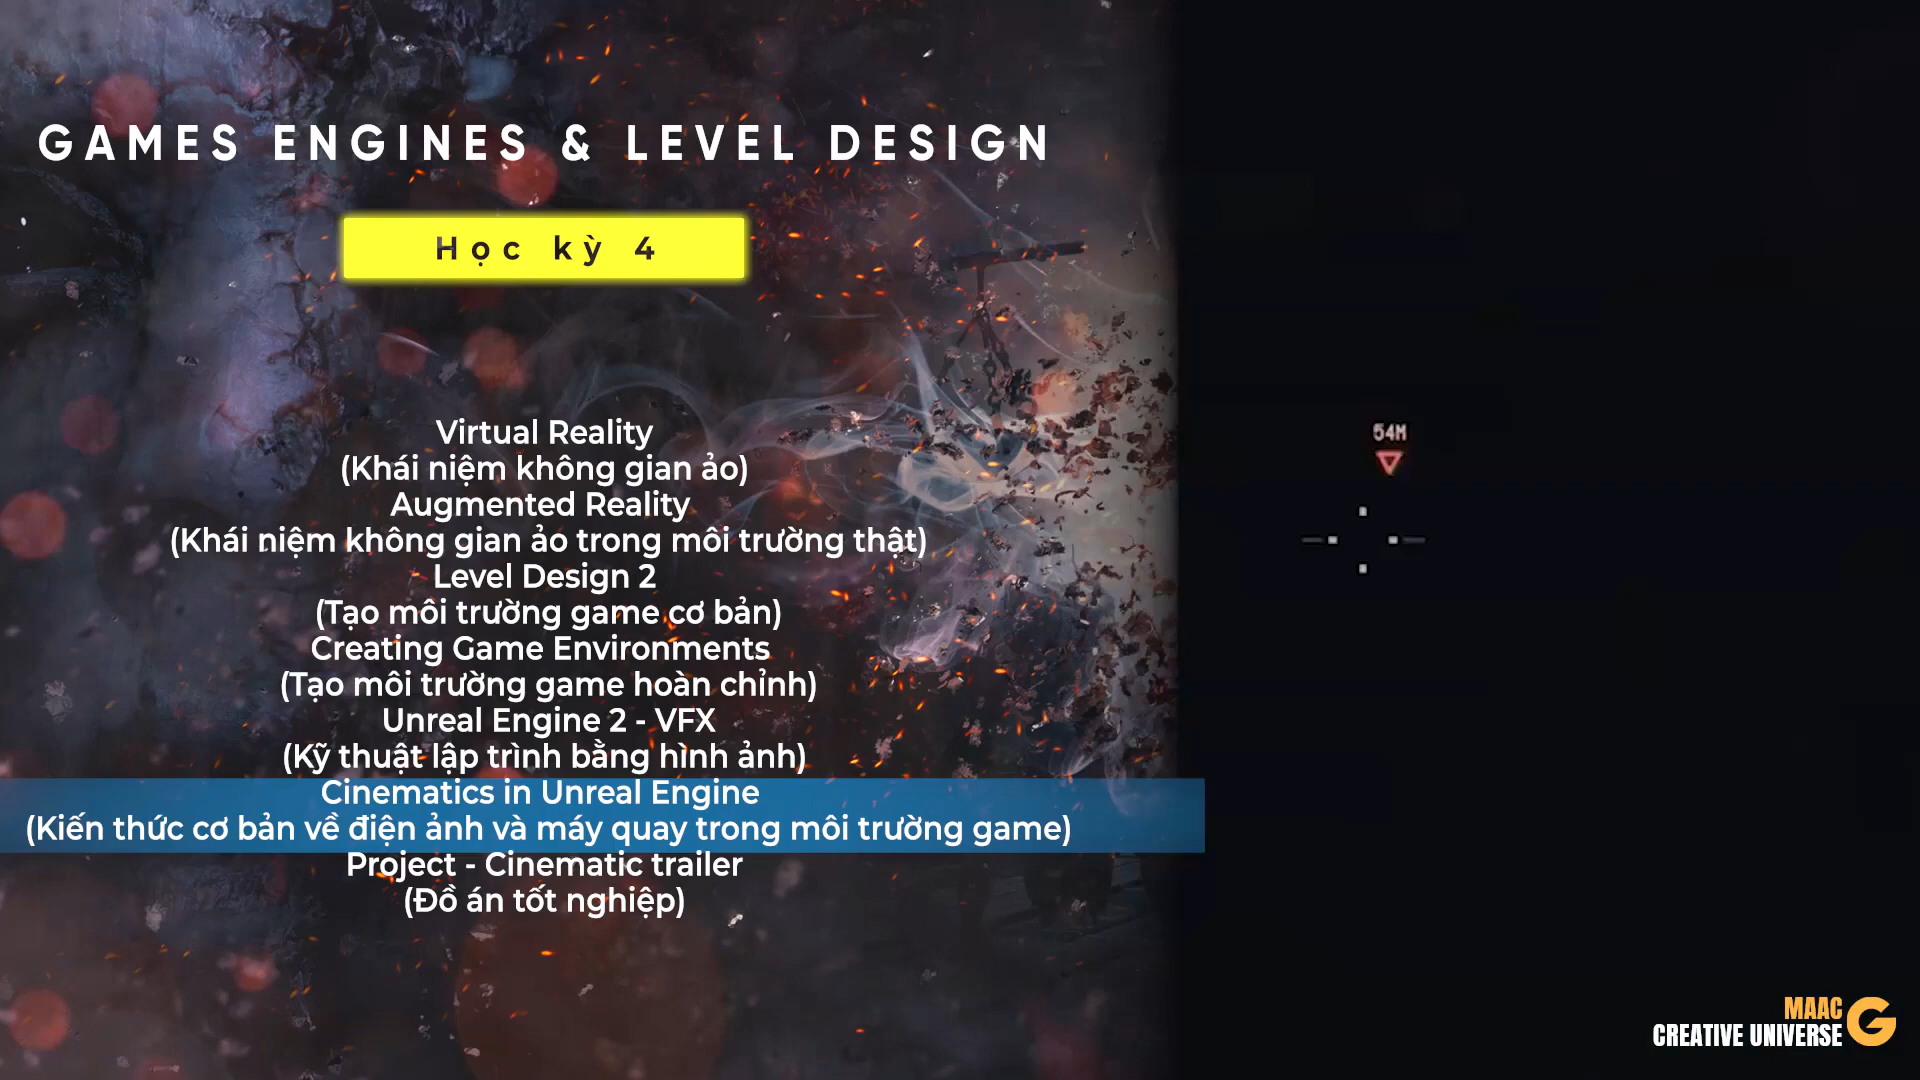 GAMES ENGINES & LEVEL DESIGN
Học kỳ 4
Virtual Reality
(Khái niệm không gian ảo)
Augmented Reality
(Khái niệm không gian ảo trong môi trường thật)
Level Design 2
(Tạo môi trường game cơ bản)
Creating Game Environments
(Tạo môi trường game hoàn chỉnh)
Unreal Engine 2 - VFX
(Kỹ thuật lập trình bằng hình ảnh)
Cinematics in Unreal Engine
(Kiến thức cơ bản về điện ảnh và máy quay trong môi trường game)
Project - Cinematic trailer
(Đồ án tốt nghiệp)
54M
MAAC
CREATIVE UNIVERSE